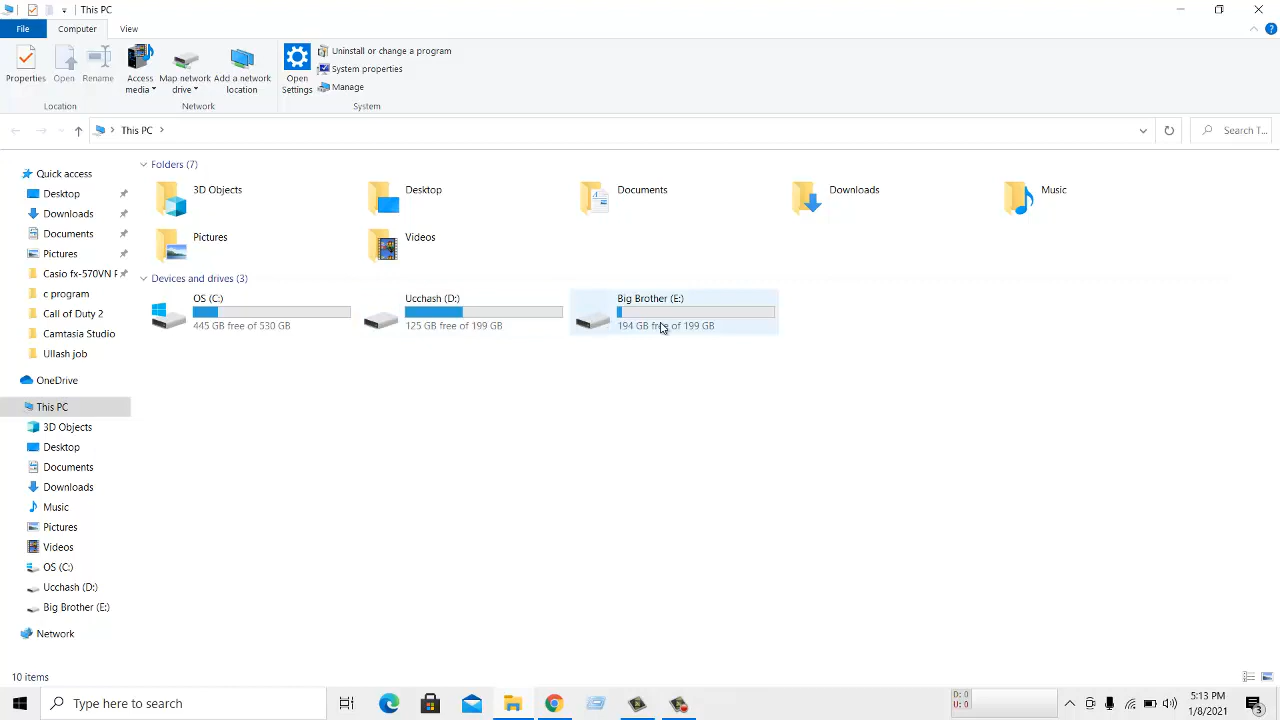 This PC
File
Computer
View
Properties
Open
Rename
Access
media
Map network
drive
Add a network
location
Open
Settings
Uninstall or change a program
System properties
Manage
Location
Network
System
This PC
Search T...
Quick access
Desktop
Downloads
Documents
Pictures
Casio fx-570VN F
c program
Call of Duty 2
Camtasia Studio
Ullash job
OneDrive
This PC
3D Objects
Desktop
Documents
Downloads
Music
Pictures
Videos
OS (C:)
Ucchash (D:)
Big Brother (E:)
Network
Folders (7)
3D Objects
Desktop
Documents
Downloads
Music
Pictures
Videos
Devices and drives (3)
OS (C:)
445 GB free of 530 GB
Ucchash (D:)
125 GB free of 199 GB
Big Brother (E:)
194 GB free of 199 GB
10 items
Type here to search
D: 0
U: 0
5:13 PM
1/8/2021
3